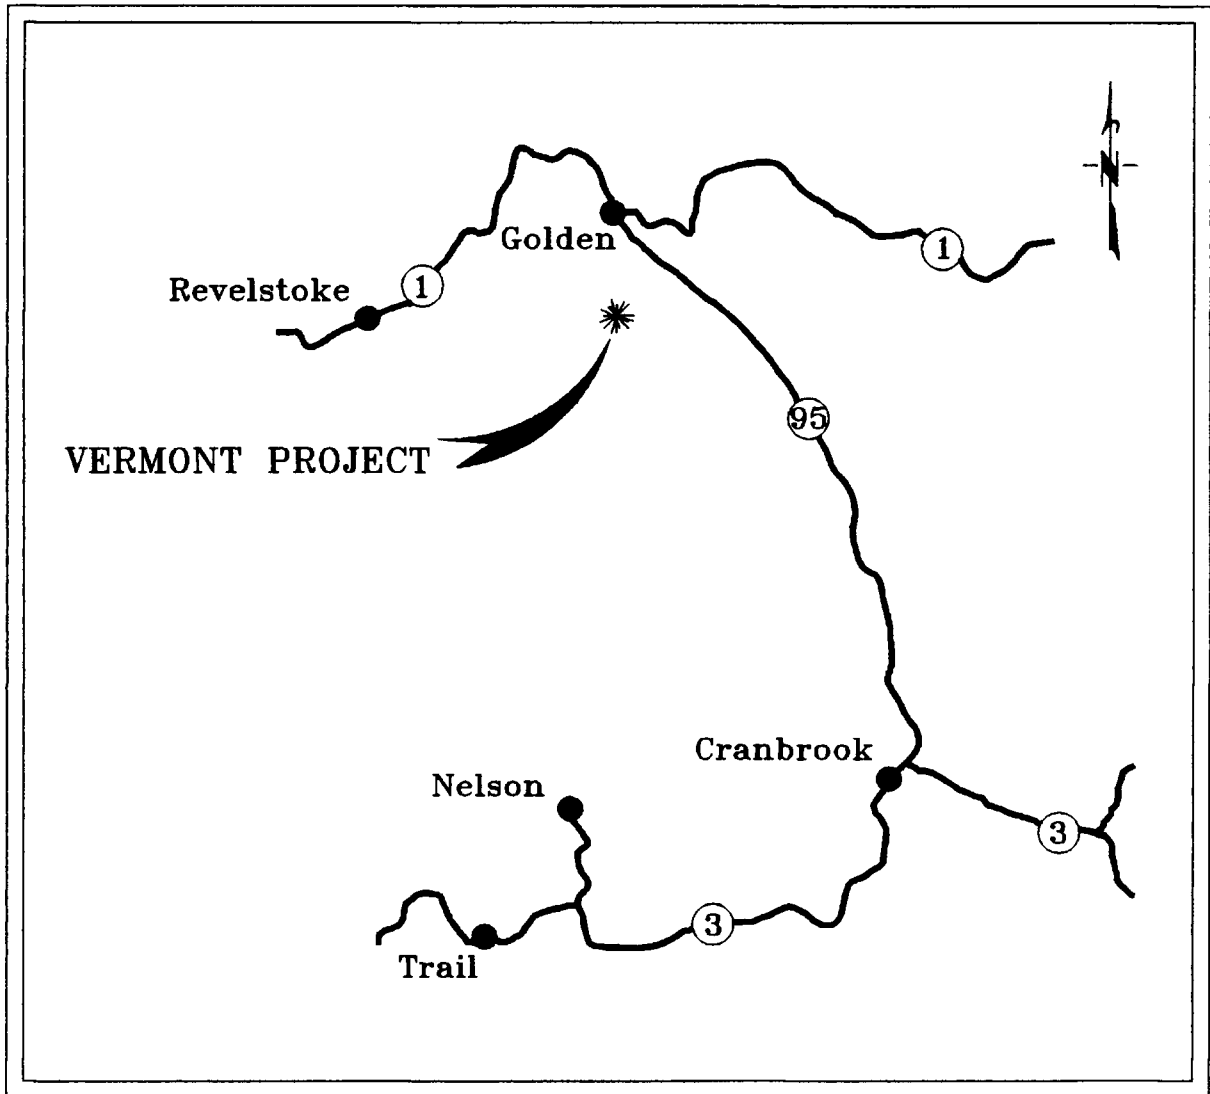 N
Golden
1
Revelstoke
1
VERMONT PROJECT
95
Cranbrook
Nelson
3
3
Trail